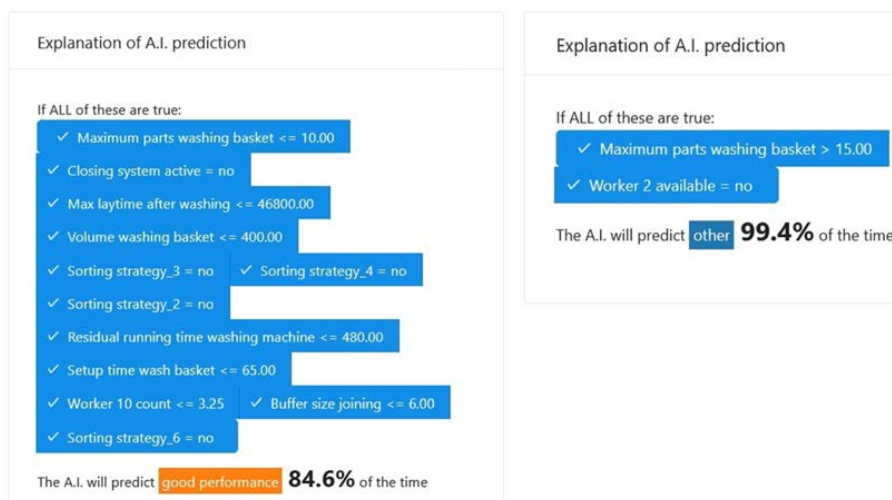 Explanation of A.I. prediction
If ALL of these are true:
✓ Maximum parts washing basket <= 10.00
✓ Closing system active = no
✓ Max laytime after washing <= 46800.00
✓ Volume washing basket <= 400.00
✓ Sorting strategy_3 = no ✓ Sorting strategy_4 = no
✓ Sorting strategy_2 = no
✓ Residual running time washing machine <= 480.00
✓ Setup time wash basket <= 65.00
✓ Worker 10 count <= 3.25 ✓ Buffer size joining <= 6.00
✓ Sorting strategy_6 = no
The A.I. will predict good performance 84.6% of the time
Explanation of A.I. prediction
If ALL of these are true:
✓ Maximum parts washing basket > 15.00
✓ Worker 2 available = no
The A.I. will predict other 99.4% of the time